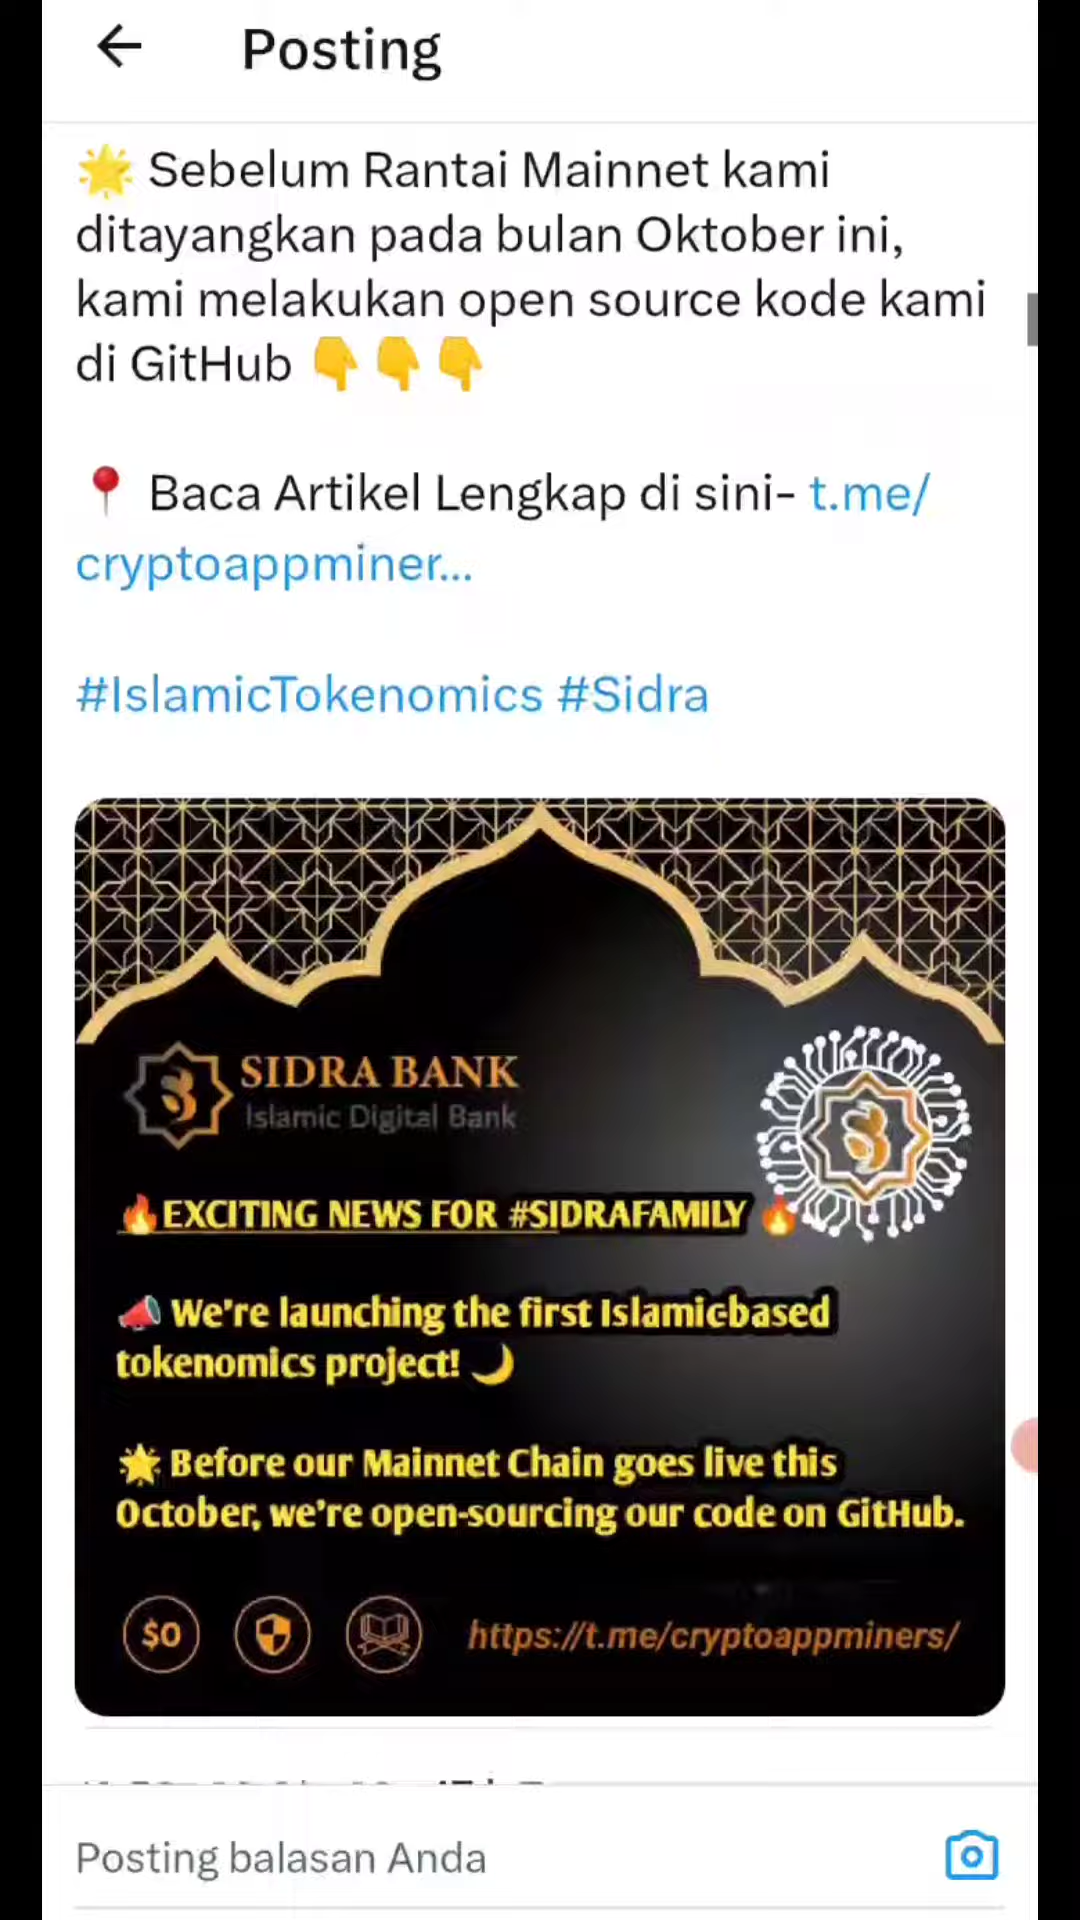 Posting
🌟 Sebelum Rantai Mainnet kami
ditayangkan pada bulan Oktober ini,
kami melakukan open source kode kami
di GitHub 👇👇👇
📍 Baca Artikel Lengkap di sini- t.me/
cryptoappminer...
#IslamicTokenomics #Sidra
SIDRA BANK
Islamic Digital Bank
🔥EXCITING NEWS FOR #SIDRAFAMILY 🔥
📣 We're launching the first Islamic-based
tokenomics project! 🌙
🌟 Before our Mainnet Chain goes live this
October, we're open-sourcing our code on GitHub.
$0
https://t.me/cryptoappminers/
Posting balasan Anda